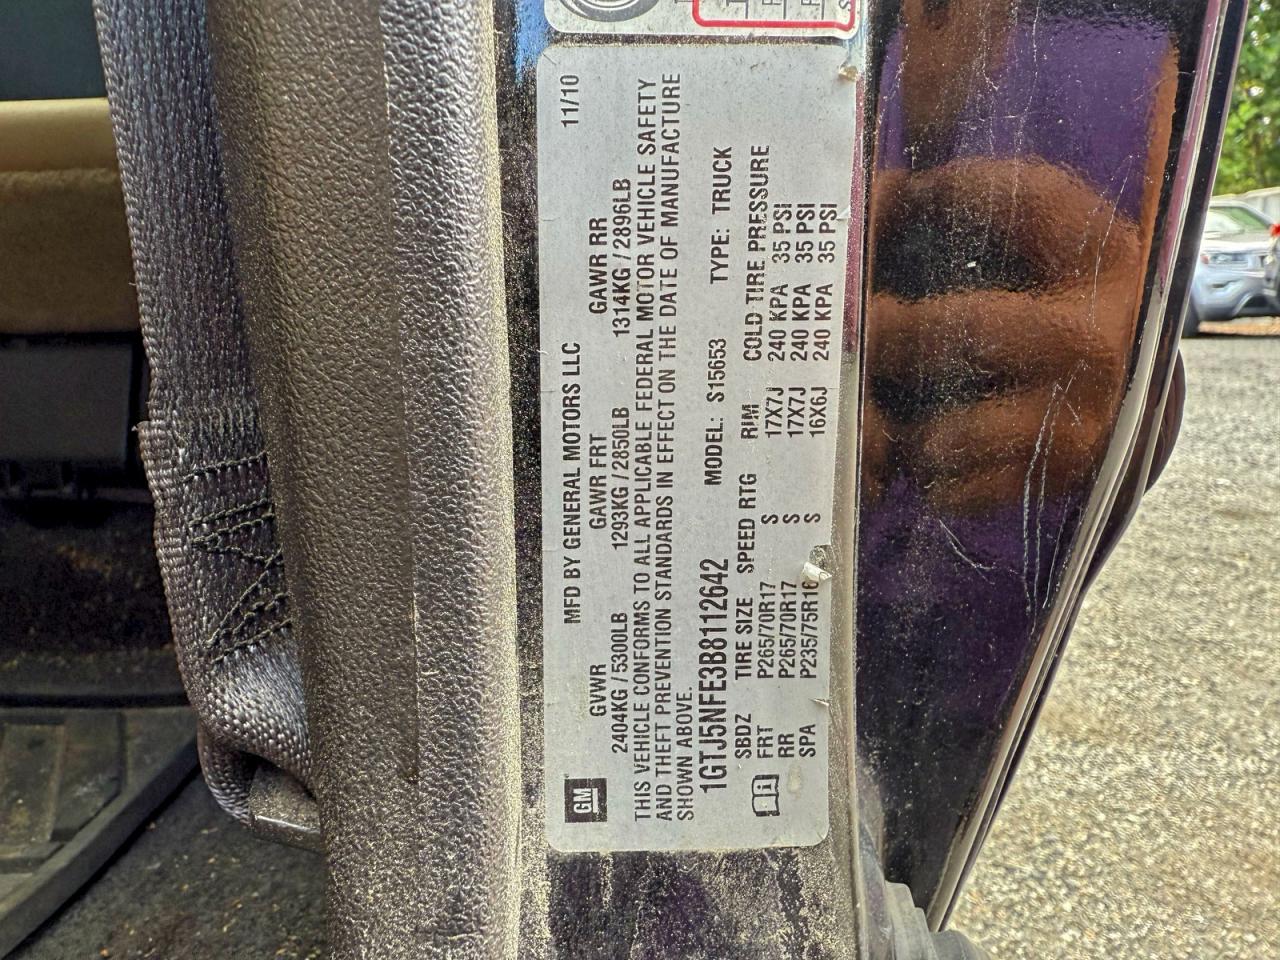 MFD BY GENERAL MOTORS LLC 11/10
GM
GVWR GAWR FRT GAWR RR
2404KG /5300LB 1293KG /2850LB 1314KG /2896LB
THIS VEHICLE CONFORMS TO ALL APPLICABLE FEDERAL MOTOR VEHICLE SAFETY
AND THEFT PREVENTION STANDARDS IN EFFECT ON THE DATE OF MANUFACTURE
SHOWN ABOVE.
1GTJ5NFE3B8112642 MODEL: S15653 TYPE: TRUCK
SBDZ TIRE SIZE SPEED RTG RIM COLD TIRE PRESSURE
FRT P265/70R17 S 17X7J 240 KPA 35 PSI
RR P265/70R17 S 17X7J 240 KPA 35 PSI
SPA P235/75R16 S 16X6J 240 KPA 35 PSI